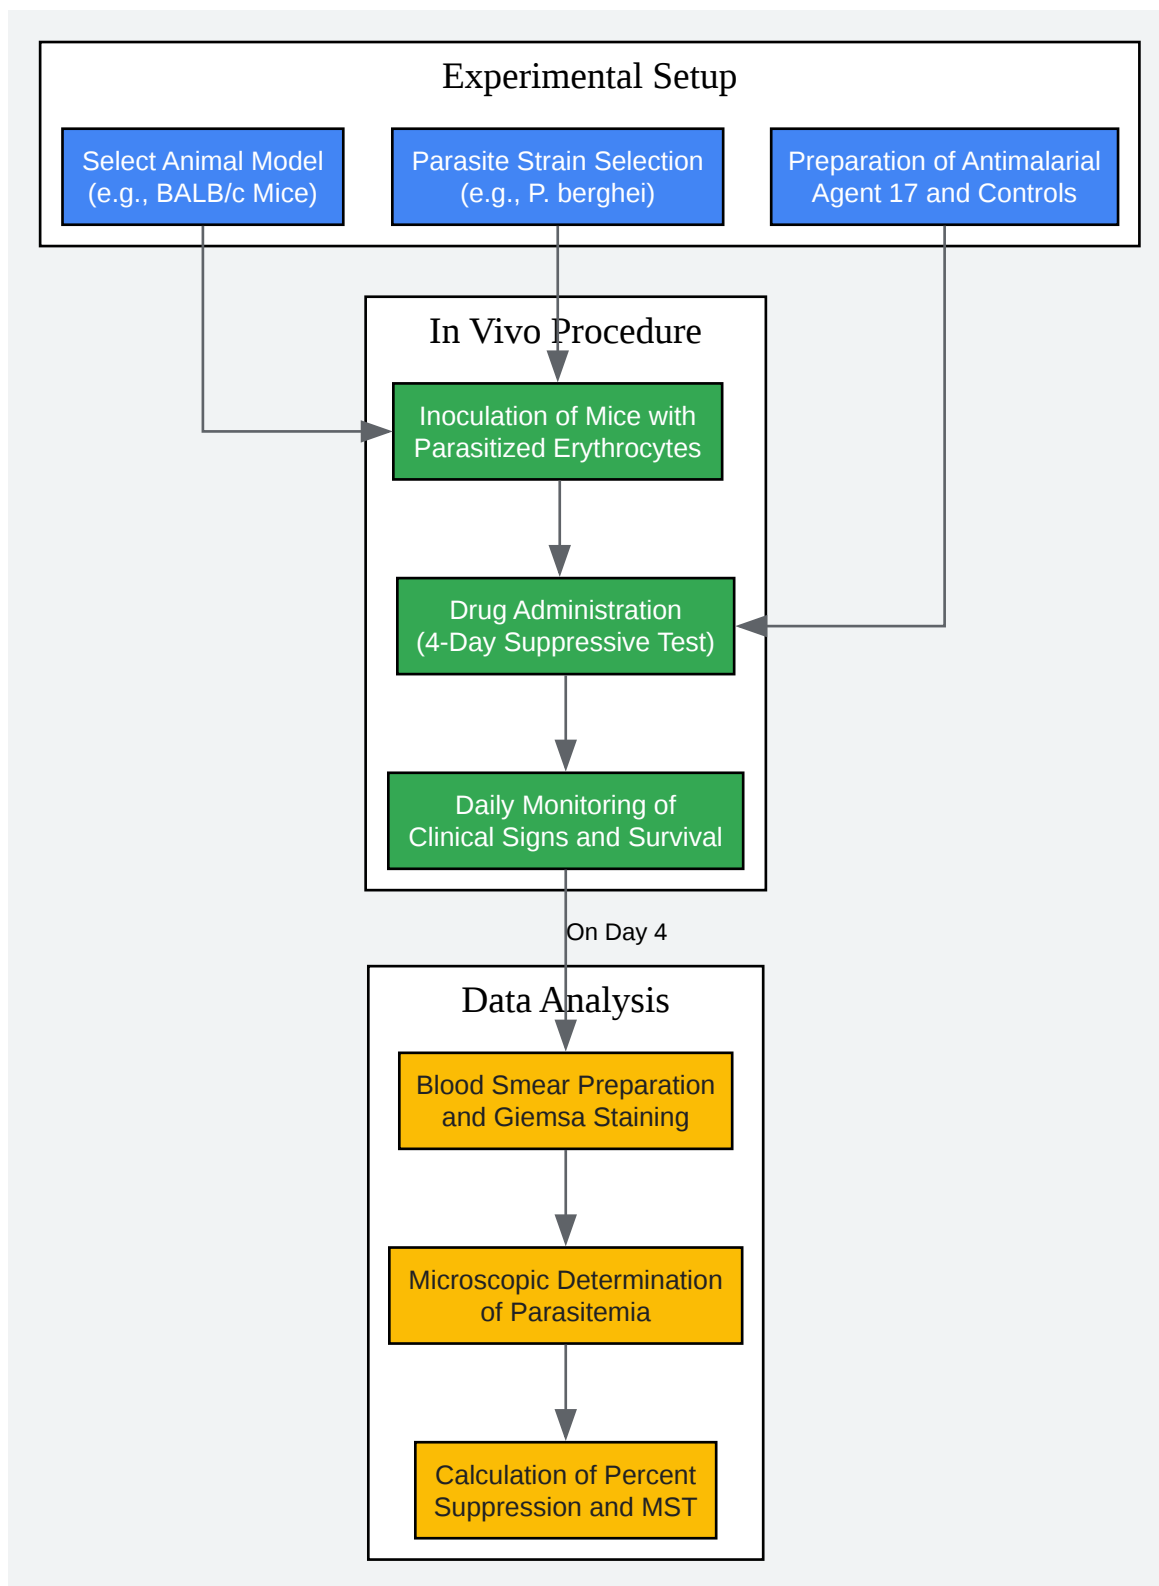 Experimental Setup
Select Animal Model
(e.g., BALB/c Mice)
Parasite Strain Selection
(e.g., P. berghei)
Preparation of Antimalarial
Agent 17 and Controls
In Vivo Procedure
Inoculation of Mice with
Parasitized Erythrocytes
Drug Administration
(4-Day Suppressive Test)
Daily Monitoring of
Clinical Signs and Survival
On Day 4
Data Analysis
Blood Smear Preparation
and Giemsa Staining
Microscopic Determination
of Parasitemia
Calculation of Percent
Suppression and MST